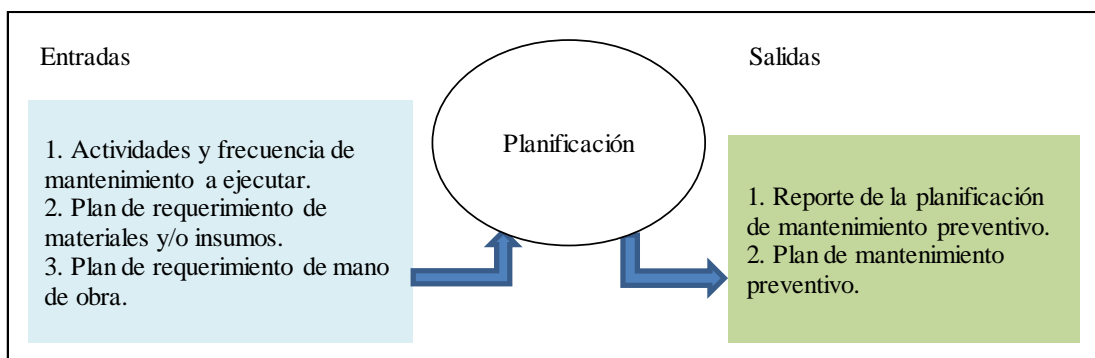 Entradas
1. Actividades y frecuencia de
mantenimiento a ejecutar.
2. Plan de requerimiento de
materiales y/o insumos.
3. Plan de requerimiento de mano
de obra.
Planificación
Salidas
1. Reporte de la planificación
de mantenimiento preventivo.
2. Plan de mantenimiento
preventivo.